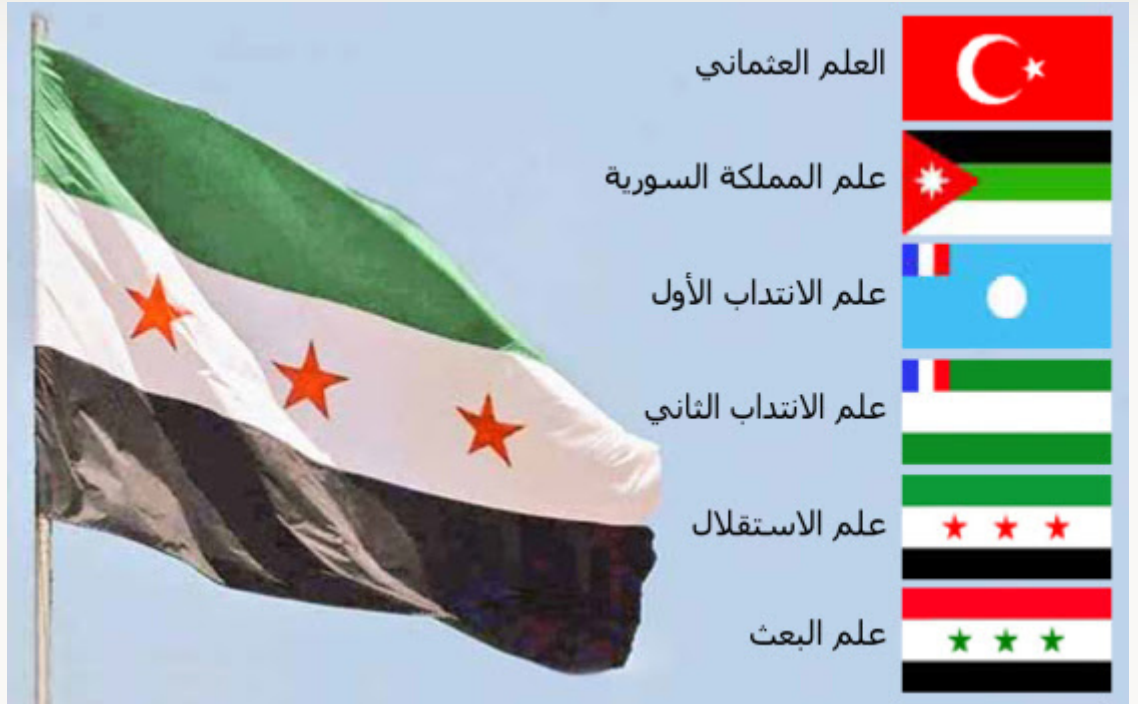 العلم العثماني
علم المملكة السورية
علم الانتداب الأول
علم الانتداب الثاني
علم الاستقلال
علم البعث